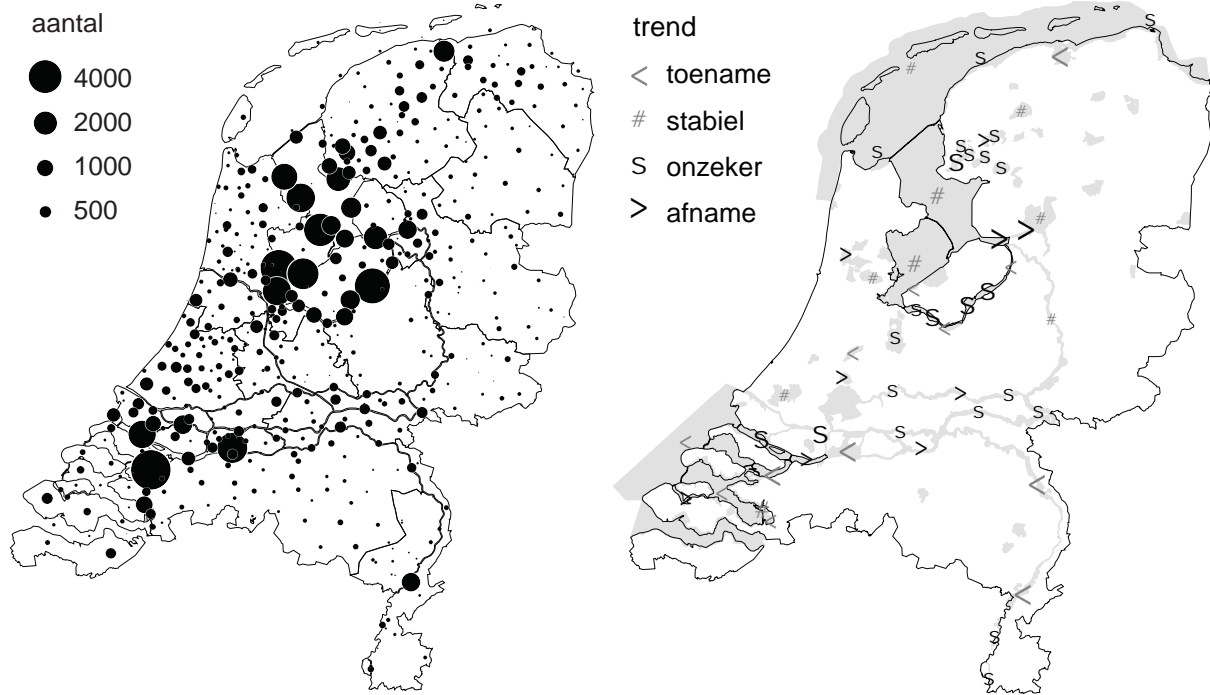 aantal
4000
2000
1000
500
trend
< toename
# stabiel
S onzeker
> afname